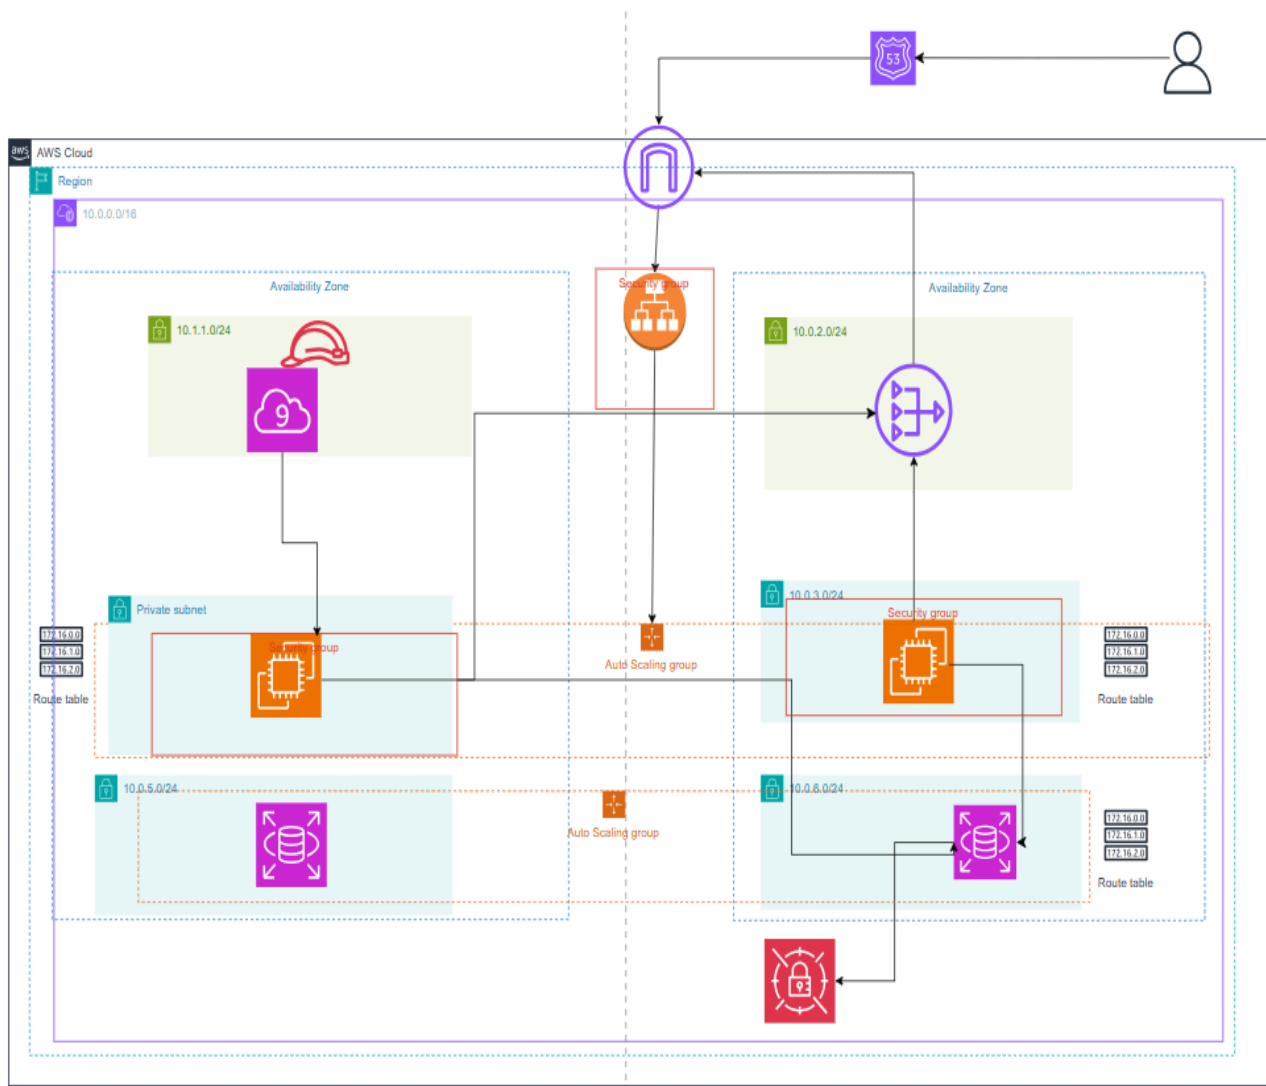 53
aws
AWS Cloud
Region
10.0.0.0/16
Availability Zone
Security group
Availability Zone
10.1.1.0/24
10.0.2.0/24
9
Private subnet
10.0.3.0/24
Security group
Security group
172.16.0.0
172.16.1.0
172.16.2.0
Route table
Auto Scaling group
172.16.0.0
172.16.1.0
172.16.2.0
Route table
10.0.5.0/24
10.0.6.0/24
Auto Scaling group
172.16.0.0
172.16.1.0
172.16.2.0
Route table